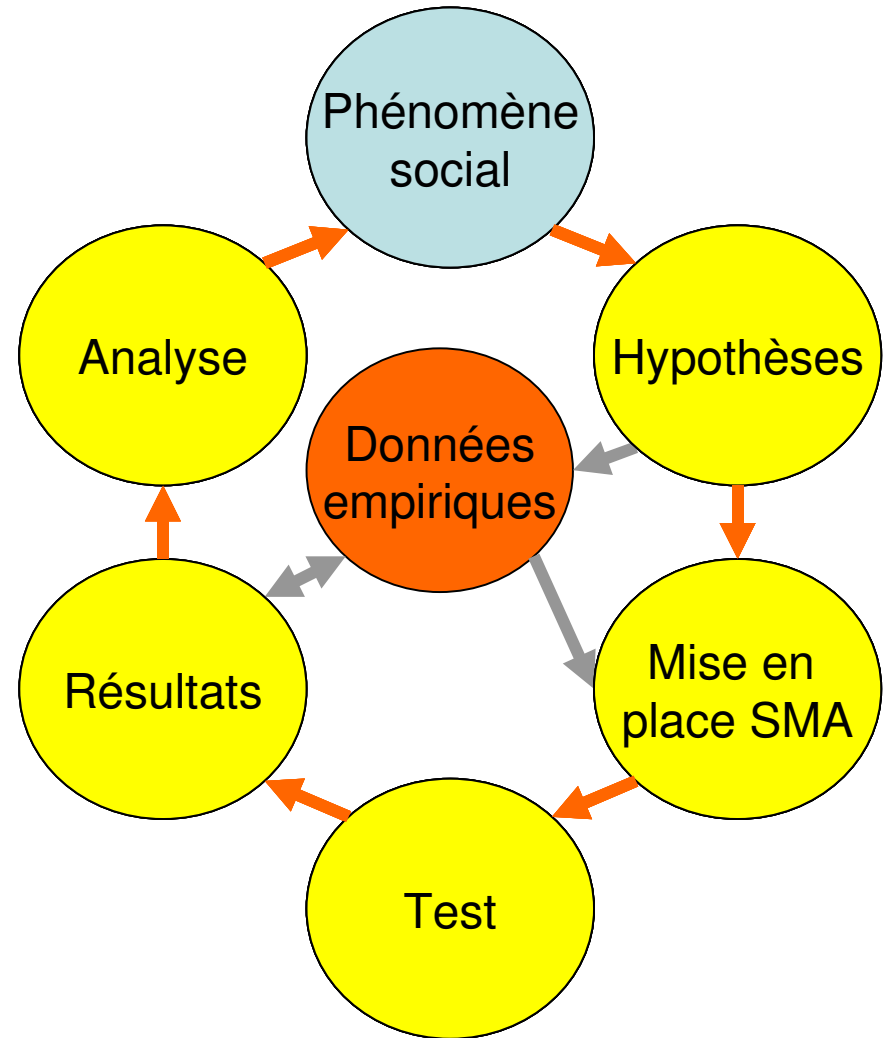 Phénomène
social
Analyse
Hypothèses
Données
empiriques
Résultats
Mise en
place SMA
Test